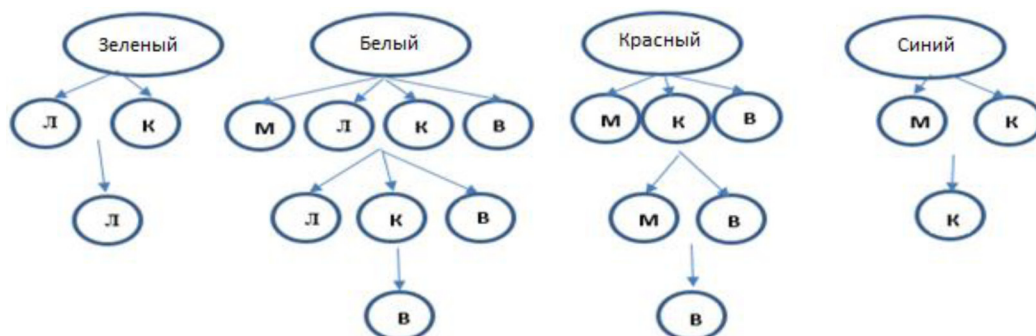 Зеленый Белый Красный Синий
л к м л к в м к в м к
л л к в м в к
в в